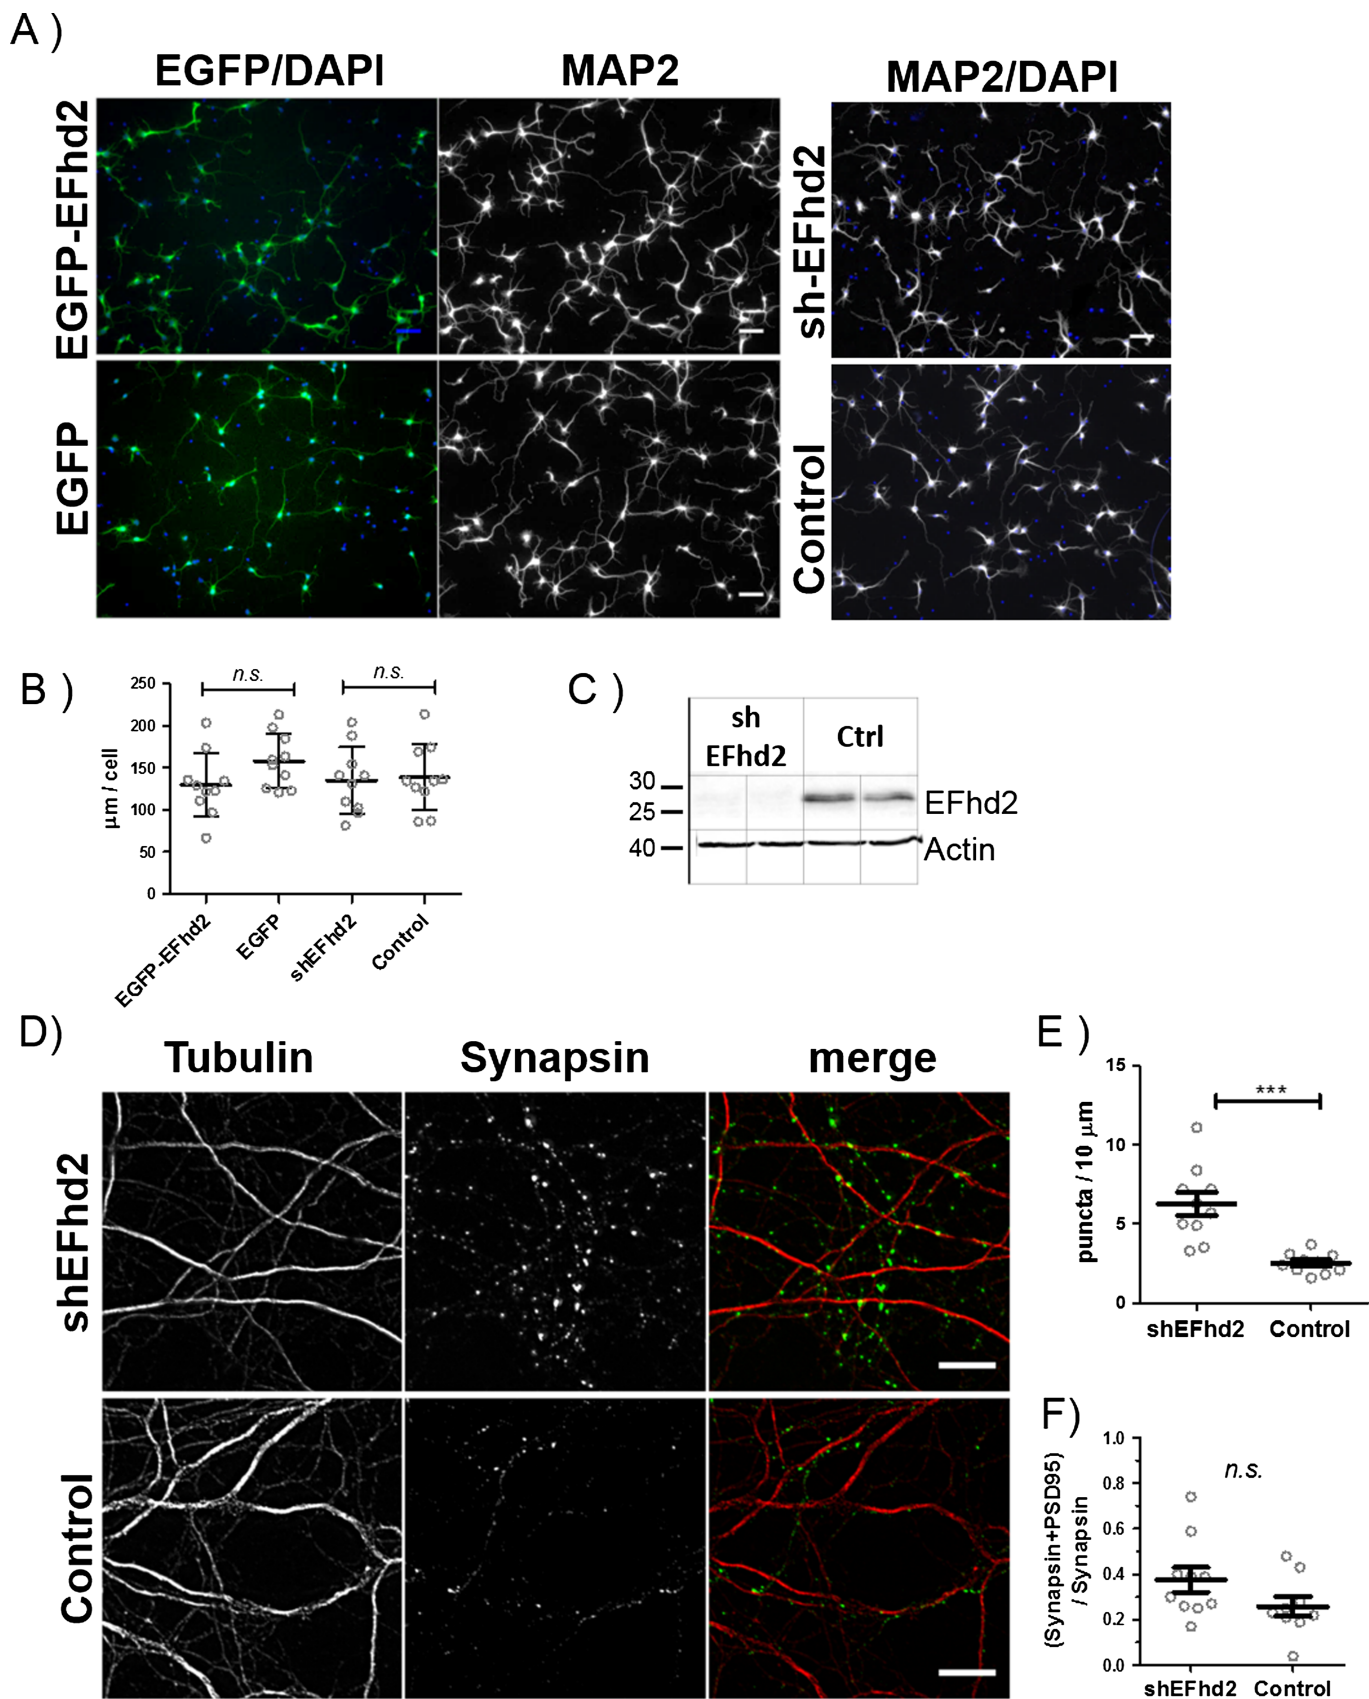 A )
EGFP/DAPI
MAP2
MAP2/DAPI
EGFP-EFhd2
EGFP
sh-EFhd2
Control
B )
250
200
150
100
50
0
µm / cell
n.s.
n.s.
EGFP-EFhd2
EGFP
shEFhd2
Control
C )
sh
EFhd2
Ctrl
30
25
40
EFhd2
Actin
D)
Tubulin
Synapsin
merge
shEFhd2
Control
E )
15
10
5
0
puncta / 10 µm
***
shEFhd2
Control
F)
1.0
0.8
0.6
0.4
0.2
0.0
(Synapsin+PSD95)
/ Synapsin
n.s.
shEFhd2
Control